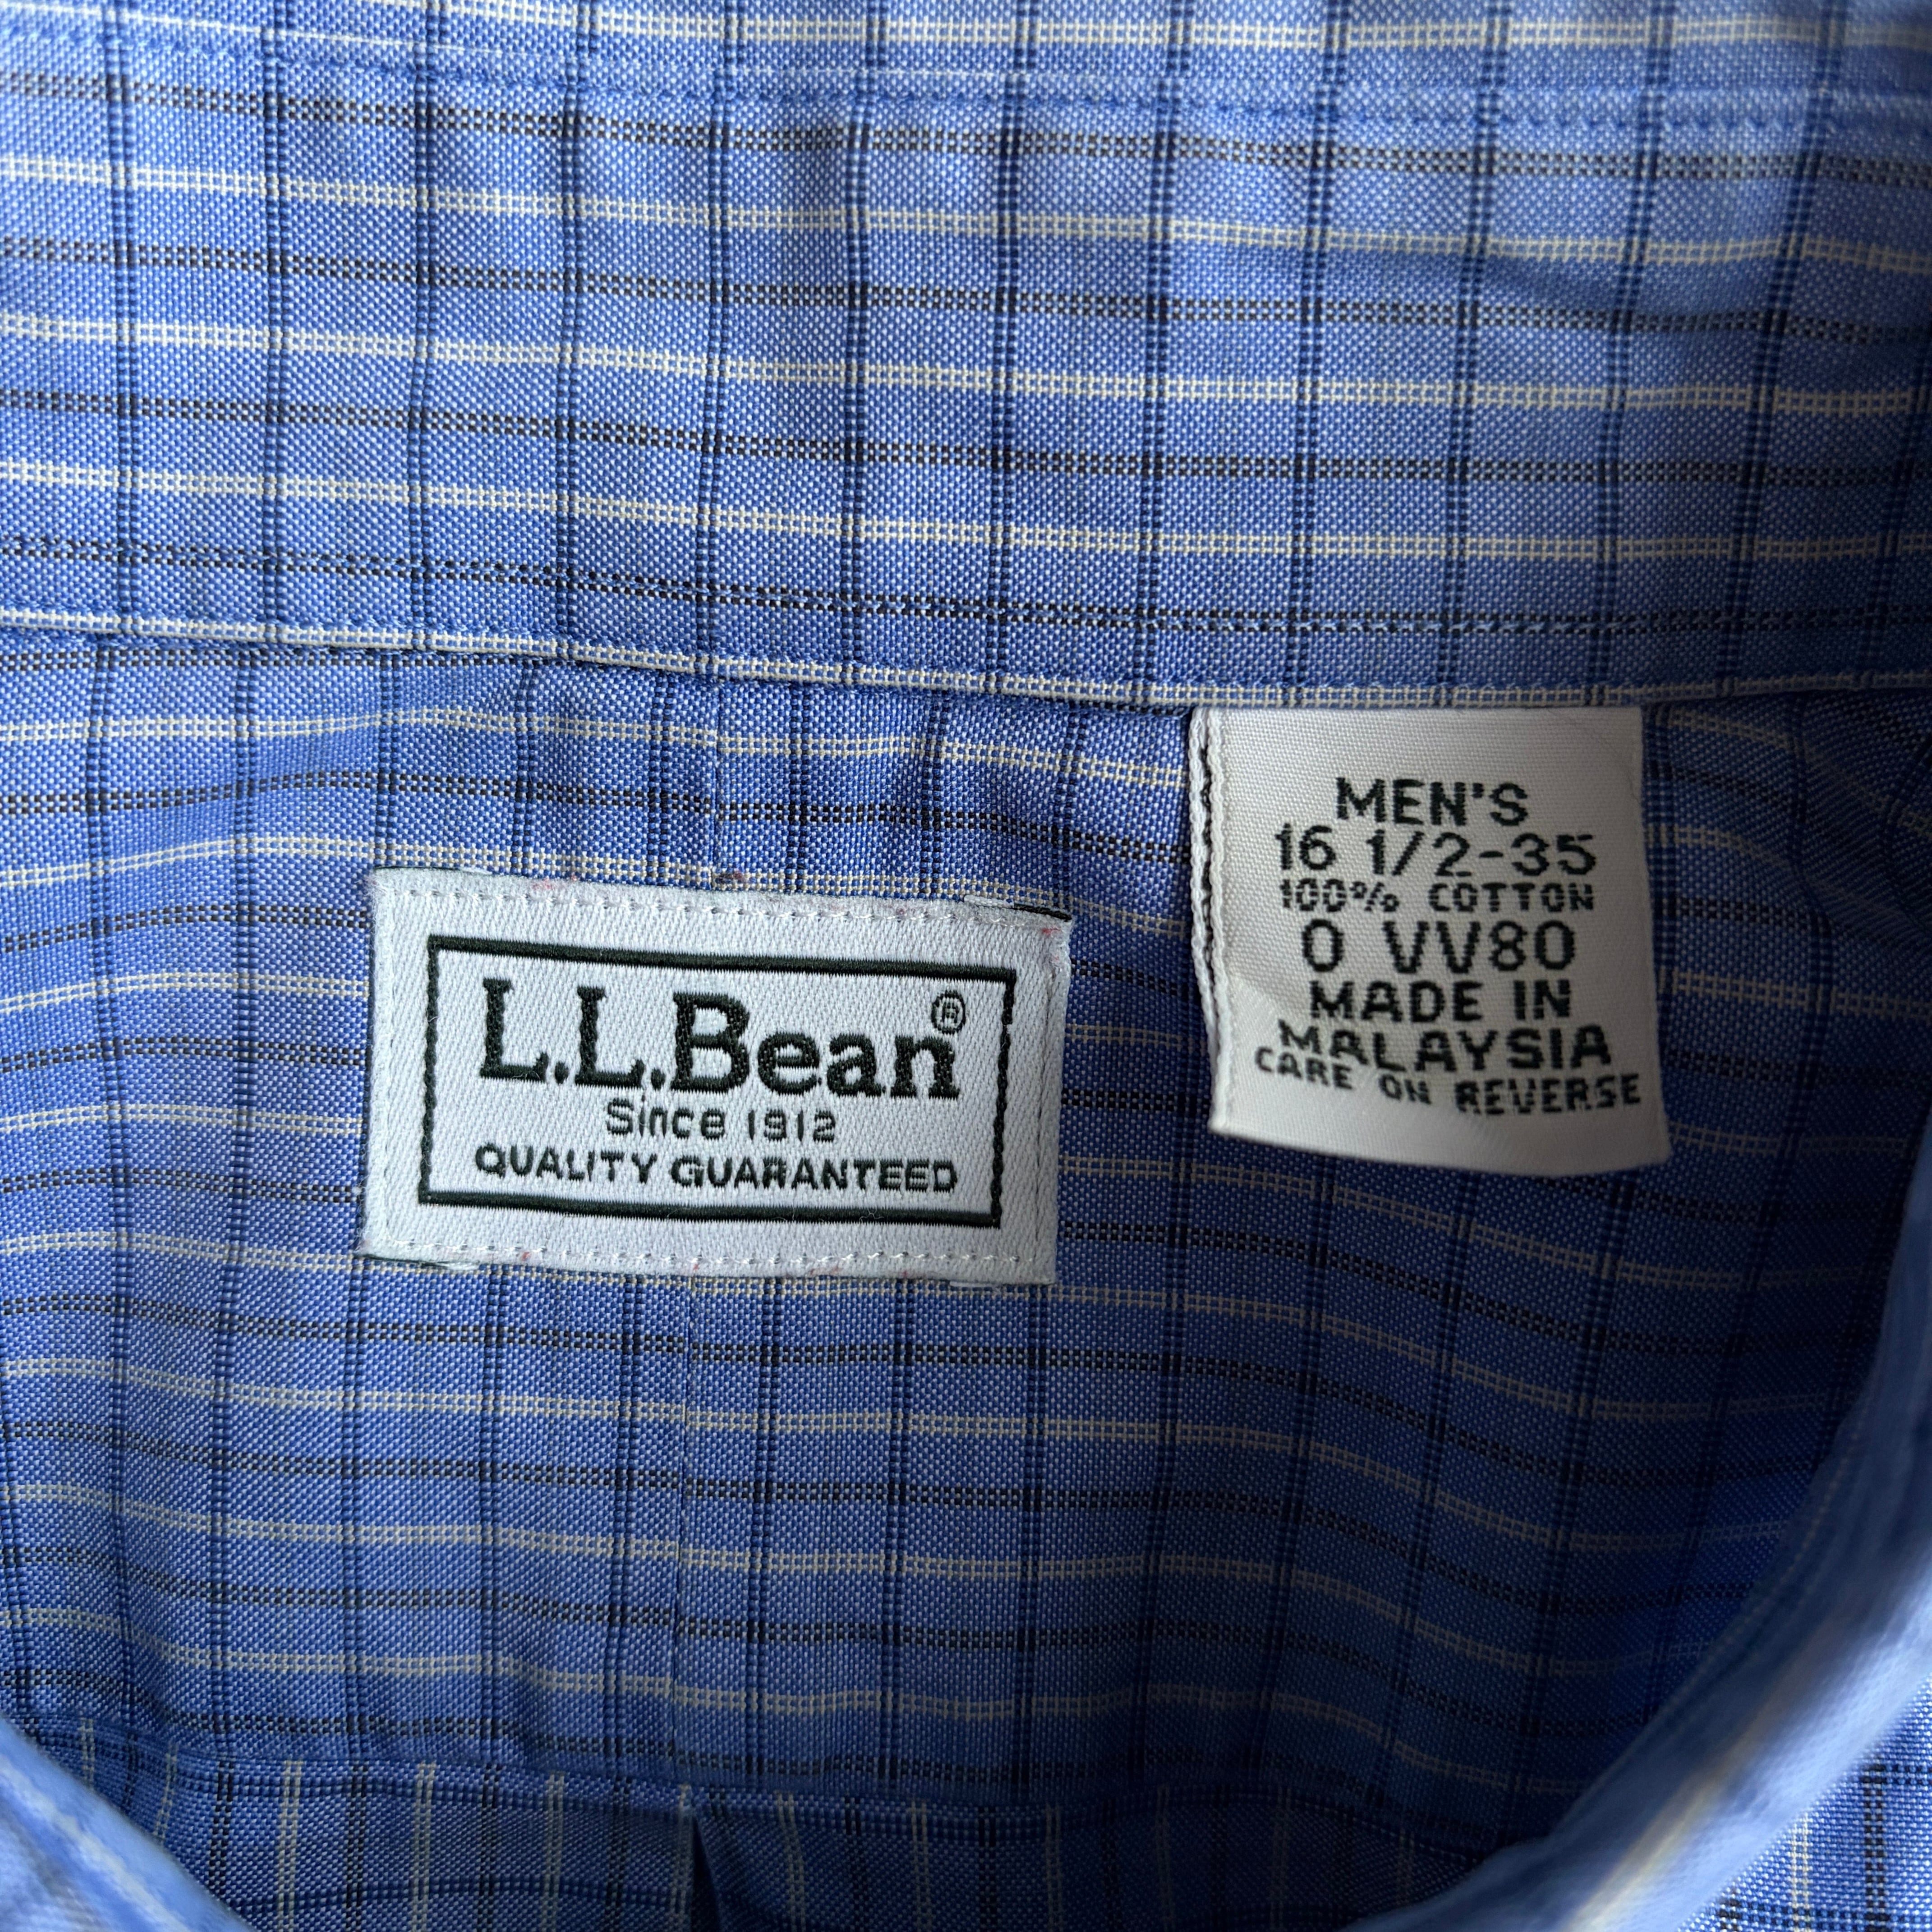 L.L.Bean®
Since 1912
QUALITY GUARANTEED
MEN'S
16 1/2-35
100% COTTON
0 VV80
MADE IN
MALAYSIA
CARE ON REVERSE